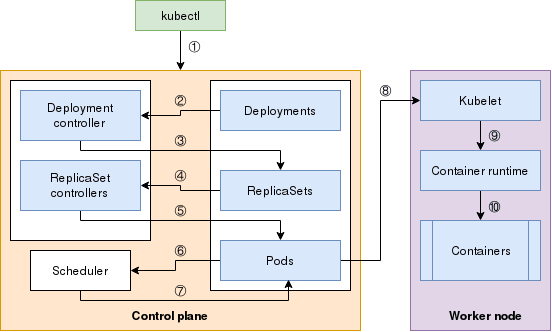 kubectl
①
Deployment
controller
②
Deployments
③
ReplicaSet
controllers
④
ReplicaSets
⑤
Scheduler
⑥
Pods
⑦
Control plane
⑧
Kubelet
⑨
Container runtime
⑩
Containers
Worker node